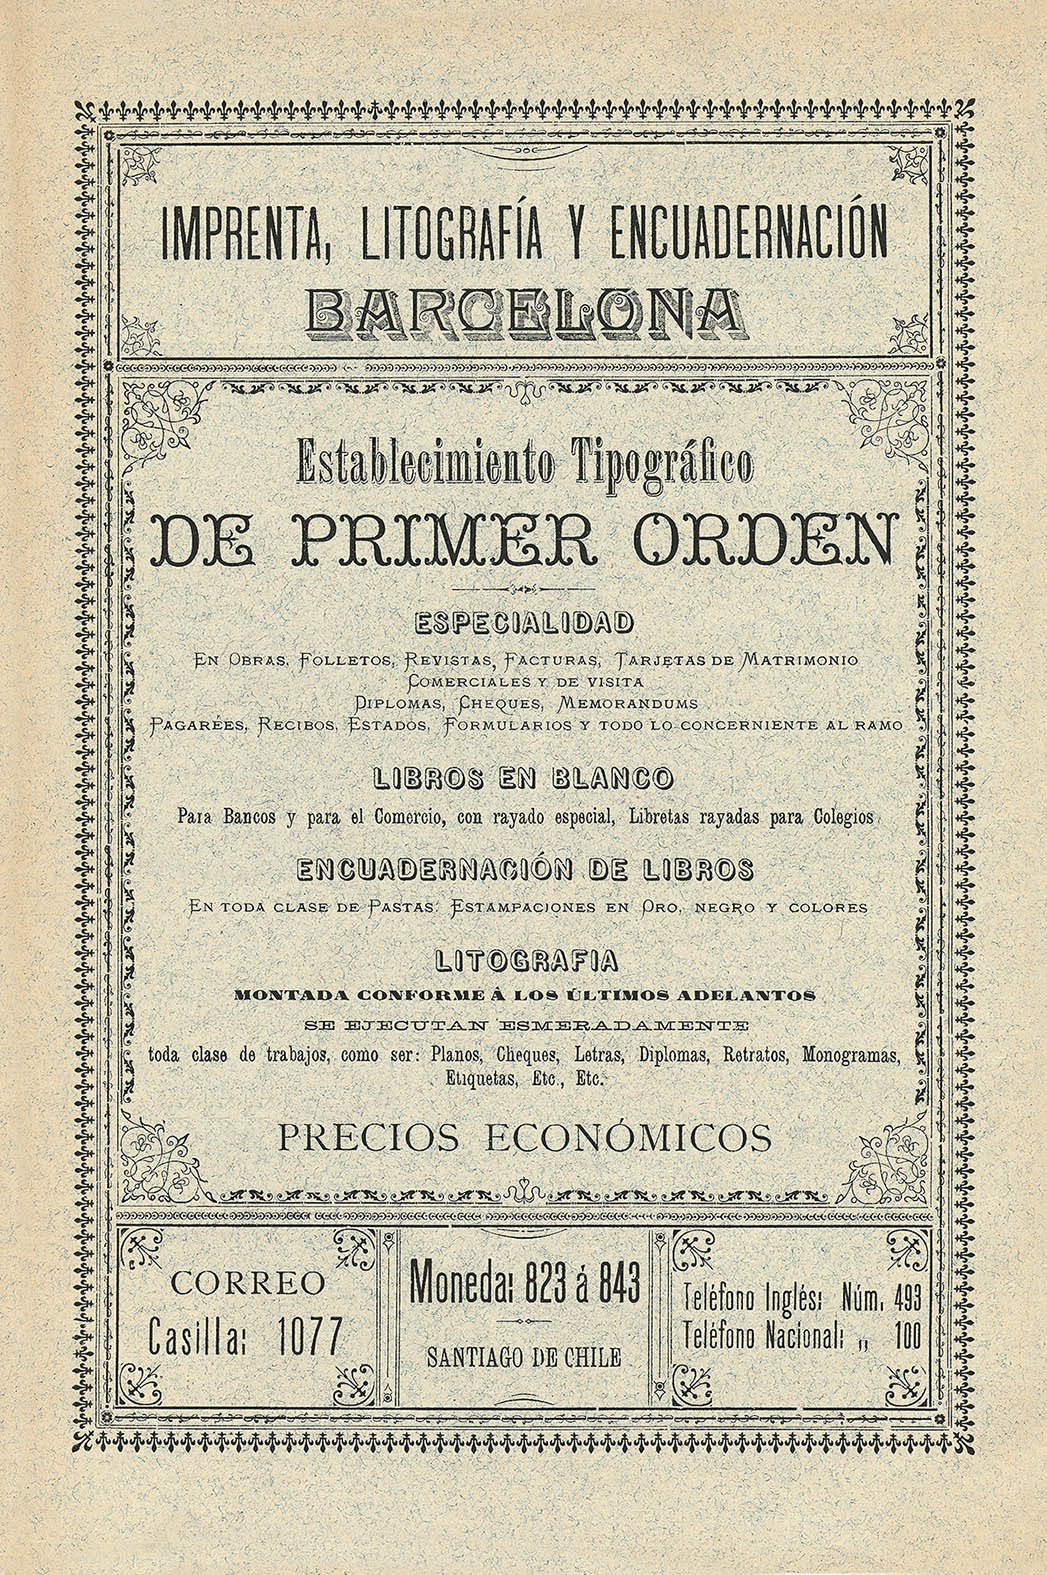 IMPRENTA, LITOGRAFÍA Y ENCUADERNACIÓN
BARCELONA
Establecimiento Tipográfico
DE PRIMER ORDEN
ESPECIALIDAD
EN OBRAS, FOLLETOS, REVISTAS, FACTURAS, TARJETAS DE MATRIMONIO
COMERCIALES Y DE VISITA
DIPLOMAS, CHEQUES, MEMORANDUMS
PAGARÉES, RECIBOS, ESTADOS, FORMULARIOS Y TODO LO CONCERNIENTE AL RAMO
LIBROS EN BLANCO
Para Bancos y para el Comercio, con rayado especial, Libretas rayadas para Colegios.
ENCUADERNACIÓN DE LIBROS
EN TODA CLASE DE PASTAS. ESTAMPACIONES EN ORO, NEGRO Y COLORES
LITOGRAFIA
MONTADA CONFORME Á LOS ÚLTIMOS ADELANTOS
SE EJECUTAN ESMERADAMENTE
toda clase de trabajos, como ser: Planos, Cheques, Letras, Diplomas, Retratos, Monogramas,
Etiquetas, Etc., Etc.
PRECIOS ECONÓMICOS
CORREO
Casilla: 1077
Moneda: 823 á 843
SANTIAGO DE CHILE
Teléfono Inglés: Núm. 493
Teléfono Nacional: „ 100